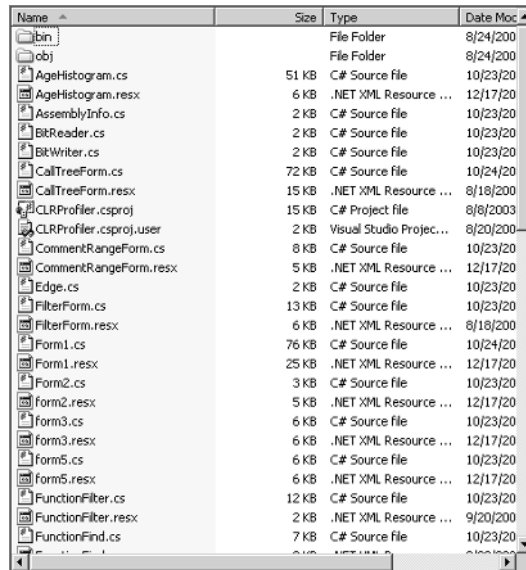 Name Size Type Date Moc
bin File Folder 8/24/200
obj File Folder 8/24/200
AgeHistogram.cs 51 KB C# Source file 10/23/20
AgeHistogram.resx 6 KB .NET XML Resource ... 12/17/20
AssemblyInfo.cs 2 KB C# Source file 10/23/20
BitReader.cs 2 KB C# Source file 10/23/20
BitWriter.cs 2 KB C# Source file 10/23/20
CallTreeForm.cs 72 KB C# Source file 10/24/20
CallTreeForm.resx 15 KB .NET XML Resource ... 8/18/200
CLRProfiler.csproj 15 KB C# Project file 8/8/2003
CLRProfiler.csproj.user 2 KB Visual Studio Projec... 8/20/200
CommentRangeForm.cs 8 KB C# Source file 10/23/20
CommentRangeForm.resx 5 KB .NET XML Resource ... 12/17/20
Edge.cs 2 KB C# Source file 10/23/20
FilterForm.cs 13 KB C# Source file 10/23/20
FilterForm.resx 6 KB .NET XML Resource ... 8/18/200
Form1.cs 76 KB C# Source file 10/24/20
Form1.resx 25 KB .NET XML Resource ... 12/17/20
Form2.cs 3 KB C# Source file 10/23/20
form2.resx 5 KB .NET XML Resource ... 12/17/20
form3.cs 6 KB C# Source file 10/23/20
form3.resx 6 KB .NET XML Resource ... 12/17/20
form5.cs 6 KB C# Source file 10/23/20
form5.resx 6 KB .NET XML Resource ... 12/17/20
FunctionFilter.cs 12 KB C# Source file 10/23/20
FunctionFilter.resx 2 KB .NET XML Resource ... 9/20/200
FunctionFind.cs 7 KB C# Source file 10/23/20